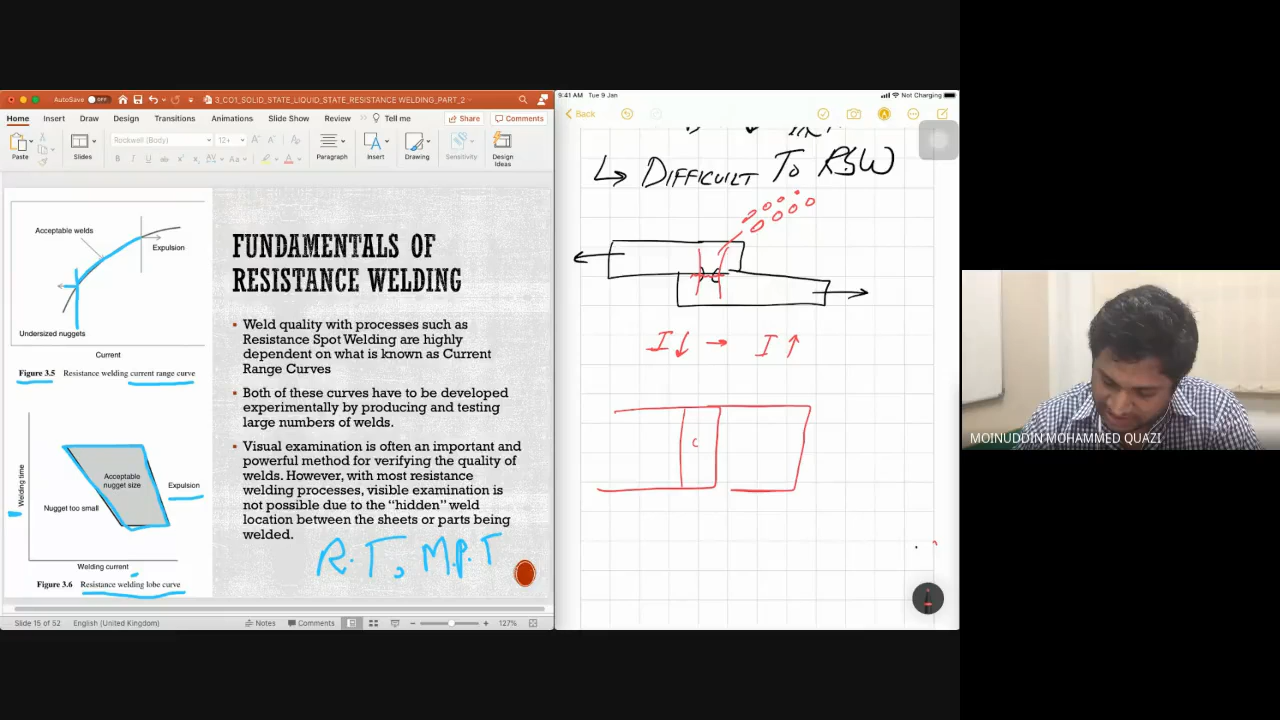 AutoSave OFF
3_CO1_SOLID_STATE_LIQUID_STATE_RESISTANCE WELDING_PART_2
Home Insert Draw Design Transitions Animations Slide Show Review Tell me Share Comments
Rockwell (Body) 12+
Paste Slides Paragraph Insert Drawing Sensitivity Design Ideas
Acceptable welds
Expulsion
Undersized nuggets
Current
Figure 3.5 Resistance welding current range curve
Welding time
Acceptable
nugget size
Expulsion
Nugget too small
Welding current
Figure 3.6 Resistance welding lobe curve
FUNDAMENTALS OF
RESISTANCE WELDING
Weld quality with processes such as
Resistance Spot Welding are highly
dependent on what is known as Current
Range Curves
Both of these curves have to be developed
experimentally by producing and testing
large numbers of welds.
Visual examination is often an important and
powerful method for verifying the quality of
welds. However, with most resistance
welding processes, visible examination is
not possible due to the “hidden” weld
location between the sheets or parts being
welded.
R.T, M.P.T
Slide 15 of 52 English (United Kingdom) Notes Comments 127%
9:41 AM Tue 9 Jan Not Charging
Back
↳ DIFFICULT TO RSW
I↓ → I↑
MOINUDDIN MOHAMMED QUAZI